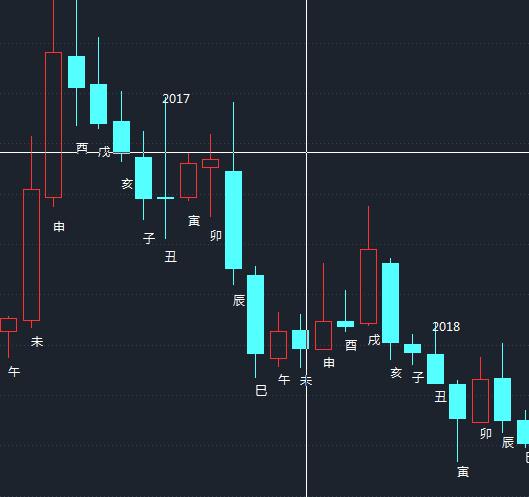 午
未
申
酉
戌
亥
子
2017
丑
寅
卯
辰
巳
午
未
申
酉
戌
亥
子
2018
丑
寅
卯
辰